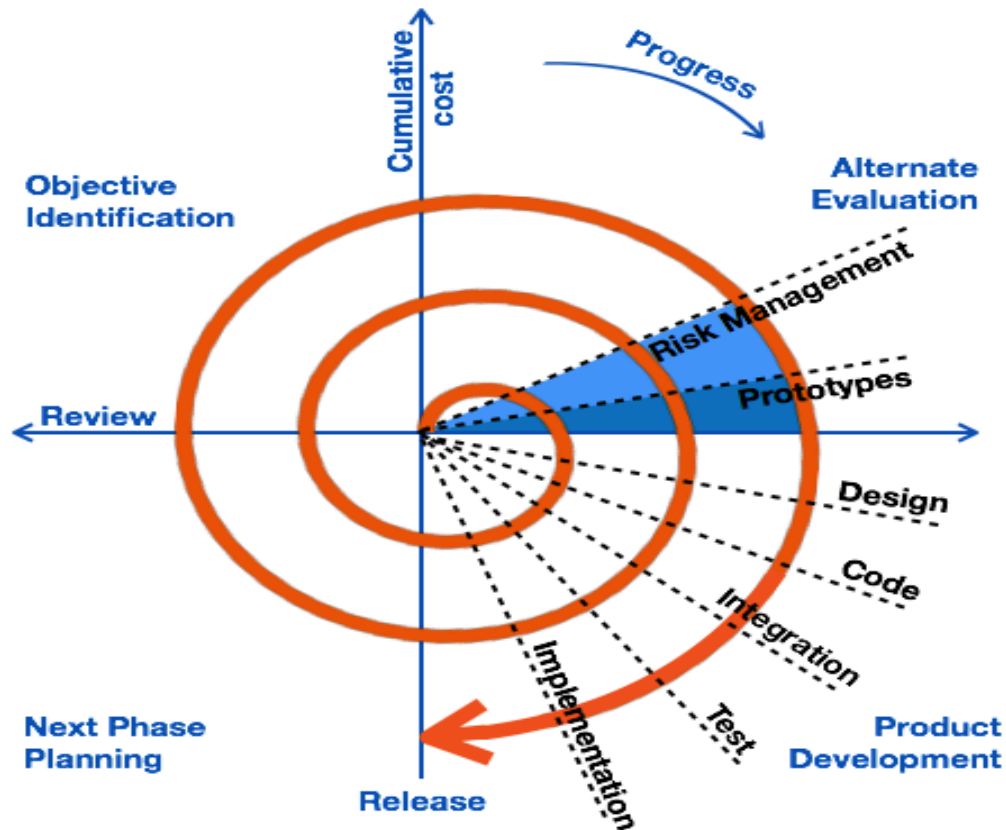 Progress
Cumulative
cost
Objective
Identification
Alternate
Evaluation
Risk Management
Prototypes
Review
Design
Code
Integration
Test
Implementation
Next Phase
Planning
Product
Development
Release